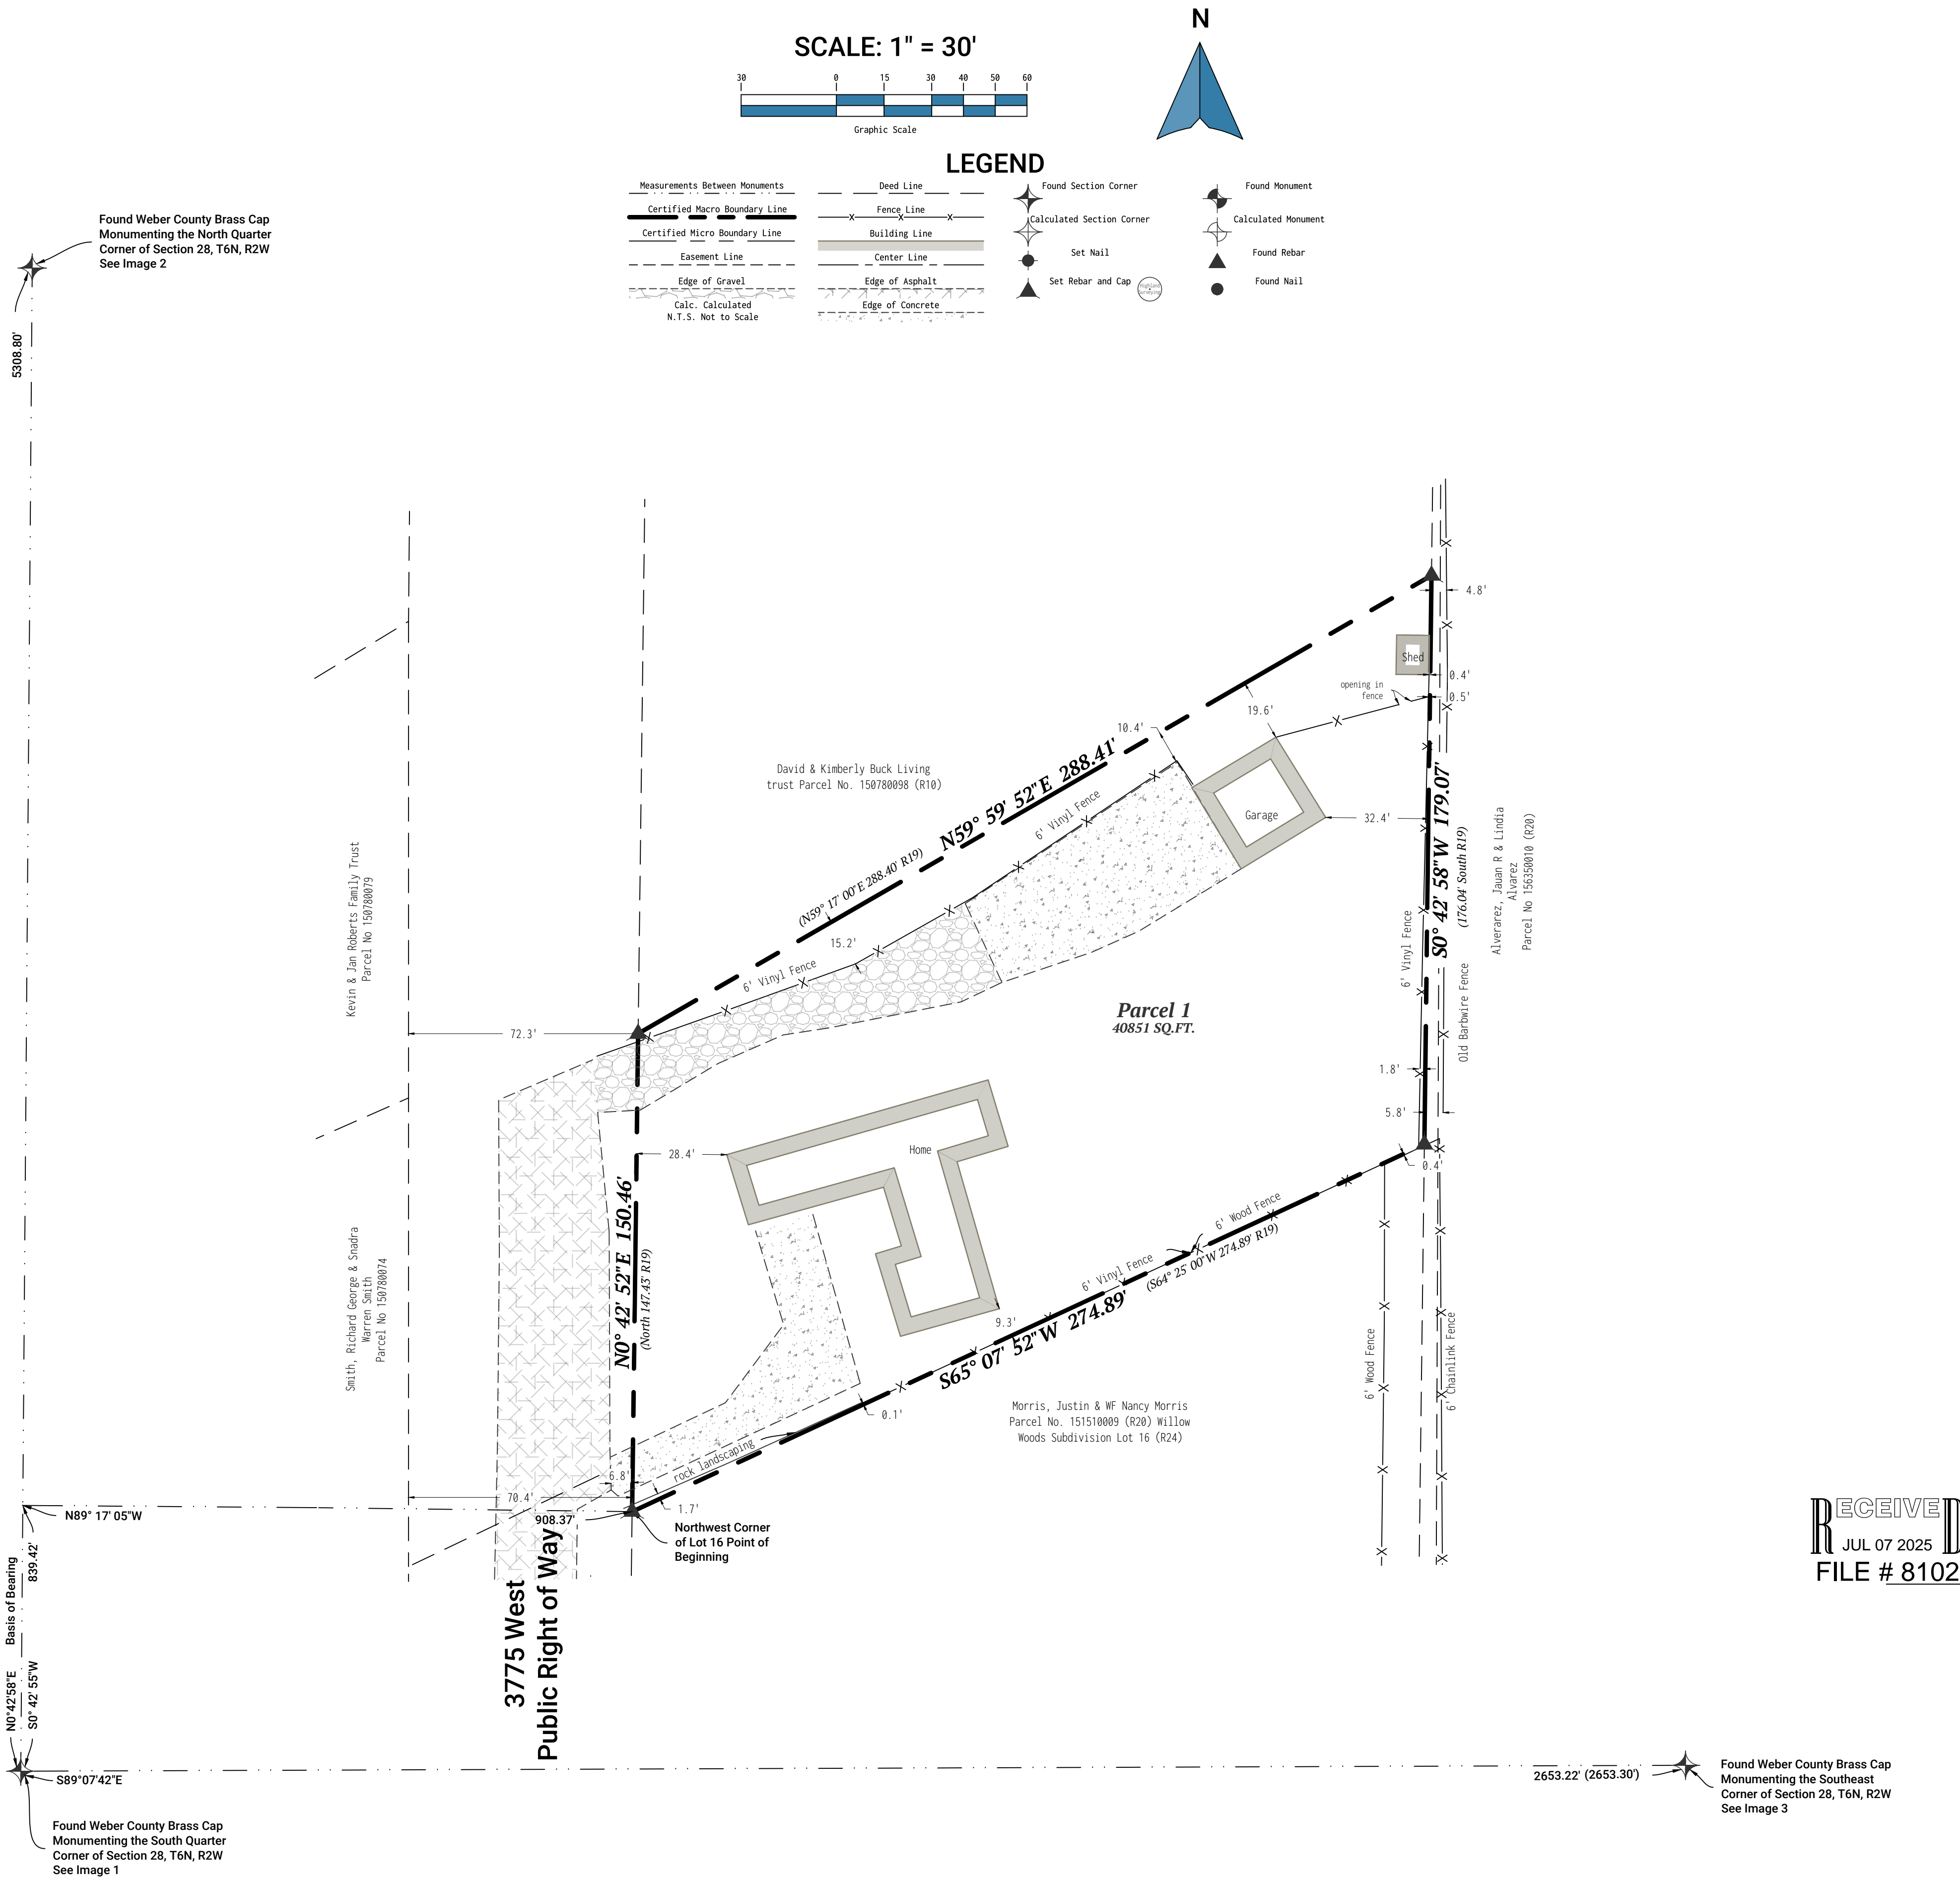 N
SCALE: 1" = 30'
30 0 15 30 40 50 60
Graphic Scale
LEGEND
Measurements Between Monuments
Certified Macro Boundary Line
Certified Micro Boundary Line
Easement Line
Edge of Gravel
Calc. Calculated
N.T.S. Not to Scale
Deed Line
Fence Line
Building Line
Center Line
Edge of Asphalt
Edge of Concrete
Found Section Corner
Calculated Section Corner
Set Nail
Set Rebar and Cap
Highland
Surveying
Found Monument
Calculated Monument
Found Rebar
Found Nail
Found Weber County Brass Cap
Monumenting the North Quarter
Corner of Section 28, T6N, R2W
See Image 2
5308.80'
4.8'
Shed
0.4'
opening in
fence
0.5'
19.6'
10.4'
N59° 59' 52"E 288.41'
(N59° 17' 00"E 288.40' R19)
David & Kimberly Buck Living
trust Parcel No. 150780098 (R10)
6' Vinyl Fence
Garage
32.4'
S0° 42' 58"W 179.07'
(176.04' South R19)
Alverarez, Jauan R & Lindia
Alvarez
Parcel No 156350010 (R20)
Kevin & Jan Roberts Family Trust
Parcel No 150780079
15.2'
6' Vinyl Fence
6' Vinyl Fence
Old Barbwire Fence
Parcel 1
40851 SQ.FT.
72.3'
1.8'
5.8'
0.4'
28.4'
Home
N0° 42' 52"E 150.46'
(North 147.43' R19)
Smith, Richard George & Snadra
Warren Smith
Parcel No 150780074
6' Wood Fence
6' Vinyl Fence
(S64° 25' 00"W 274.89' R19)
S65° 07' 52"W 274.89'
9.3'
0.1'
Morris, Justin & WF Nancy Morris
Parcel No. 151510009 (R20) Willow
Woods Subdivision Lot 16 (R24)
6' Wood Fence
6' Chainlink Fence
rock landscaping
6.8'
70.4'
1.7'
908.37'
Northwest Corner
of Lot 16 Point of
Beginning
N89° 17' 05"W
839.42'
Basis of Bearing
N0°42'58"E
S0° 42' 55"W
3775 West
Public Right of Way
RECEIVED
JUL 07 2025
FILE # 8102
S89°07'42"E
2653.22' (2653.30')
Found Weber County Brass Cap
Monumenting the Southeast
Corner of Section 28, T6N, R2W
See Image 3
Found Weber County Brass Cap
Monumenting the South Quarter
Corner of Section 28, T6N, R2W
See Image 1